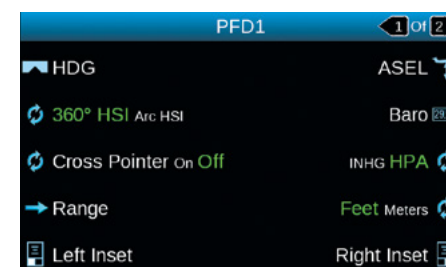 PFD1 1 Of 2
HDG ASEL
360° HSI Arc HSI Baro 29
Cross Pointer On Off INHG HPA
Range Feet Meters
Left Inset Right Inset